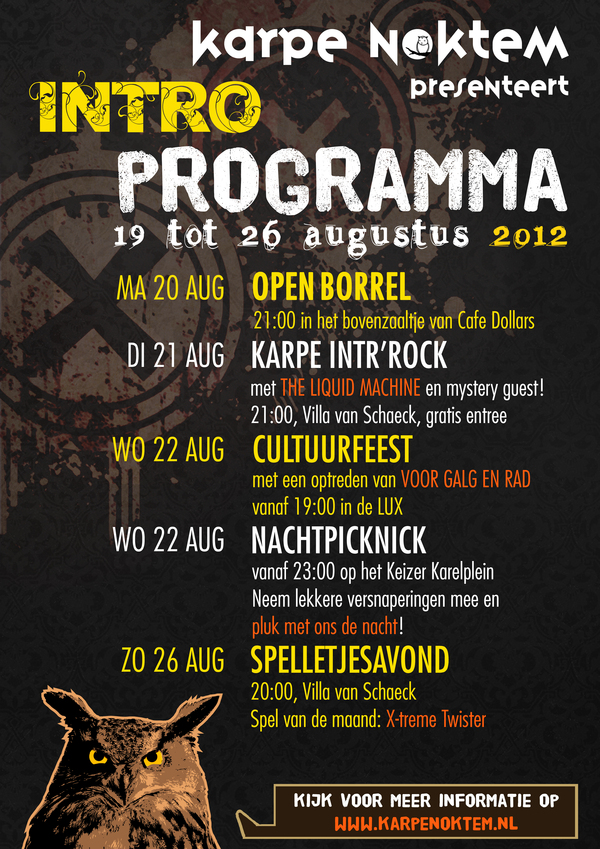 karpe Noktem
presenteert
INTRO
PROGRAMMA
19 tot 26 augustus 2012
MA 20 AUG OPEN BORREL
21:00 in het bovenzaaltje van Cafe Dollars
DI 21 AUG KARPE INTR'ROCK
met THE LIQUID MACHINE en mystery guest!
21:00, Villa van Schaeck, gratis entree
WO 22 AUG CULTUURFEEST
met een optreden van VOOR GALG EN RAD
vanaf 19:00 in de LUX
WO 22 AUG NACHTPICKNICK
vanaf 23:00 op het Keizer Karelplein
Neem lekkere versnaperingen mee en
pluk met ons de nacht!
ZO 26 AUG SPELLETJESAVOND
20:00, Villa van Schaeck
Spel van de maand: X-treme Twister
KIJK VOOR MEER INFORMATIE OP
WWW.KARPENOKTEM.NL